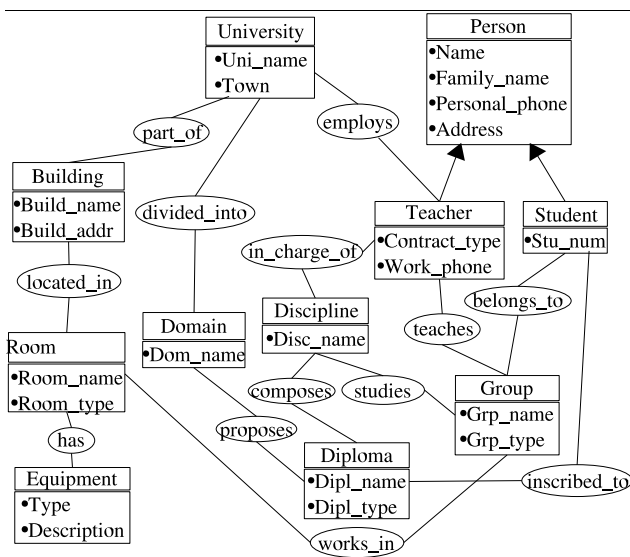 University
•Uni_name
•Town
Person
•Name
•Family_name
•Personal_phone
•Address
part_of
employs
Building
•Build_name
•Build_addr
divided_into
Teacher
•Contract_type
•Work_phone
Student
•Stu_num
in_charge_of
located_in
belongs_to
Discipline
•Disc_name
teaches
Domain
•Dom_name
Room
•Room_name
•Room_type
composes
studies
Group
•Grp_name
•Grp_type
has
proposes
Diploma
•Dipl_name
•Dipl_type
inscribed_to
Equipment
•Type
•Description
works_in